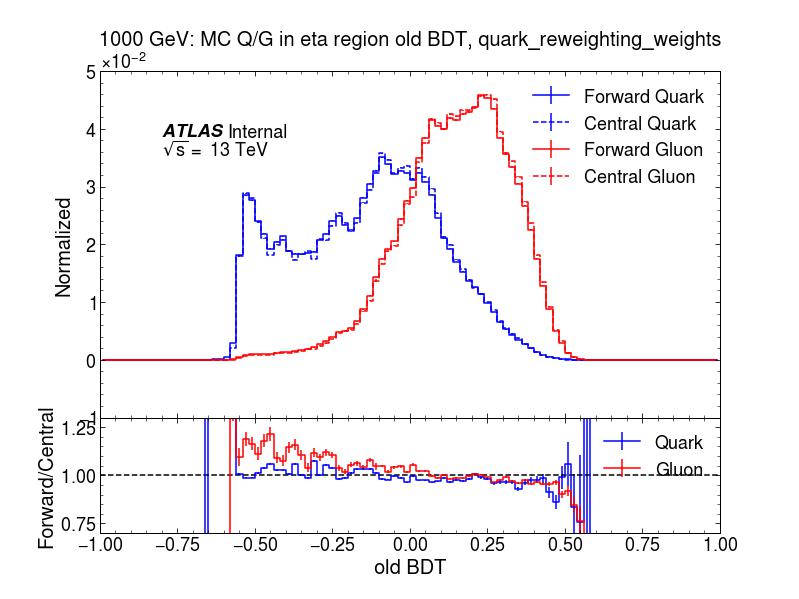 1000 GeV: MC Q/G in eta region old BDT, quark_reweighting_weights
×10⁻²
5
4
3
2
1
0
−1
Normalized
ATLAS Internal
√s = 13 TeV
Forward Quark
Central Quark
Forward Gluon
Central Gluon
1.25
1.00
0.75
Forward/Central
Quark
Gluon
−1.00 −0.75 −0.50 −0.25 0.00 0.25 0.50 0.75 1.00
old BDT